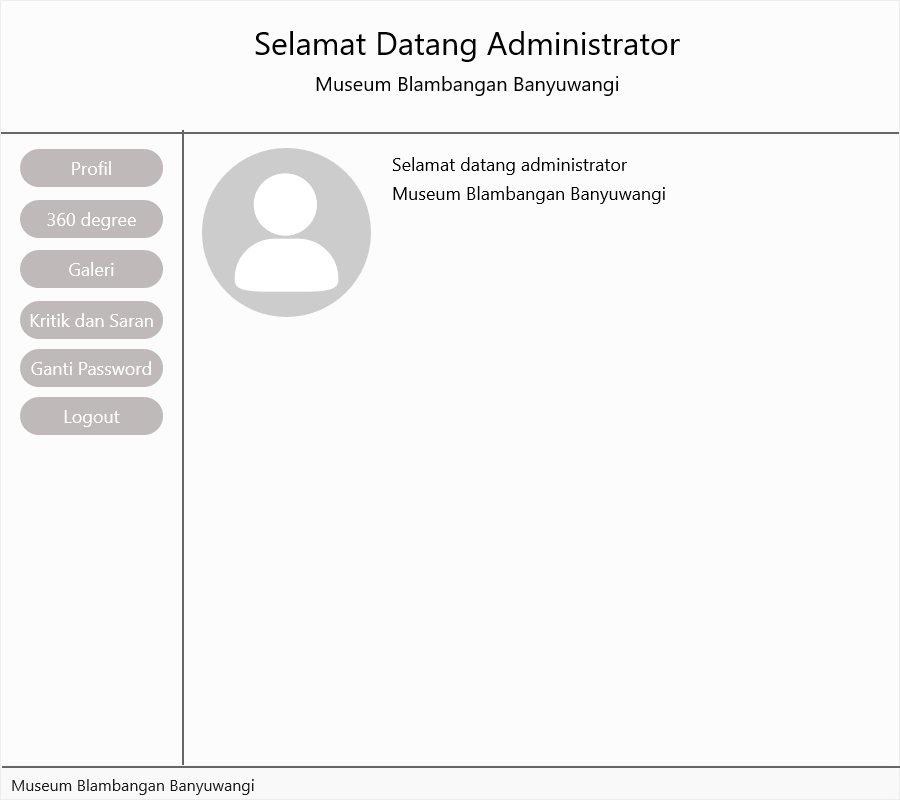 Selamat Datang Administrator
Museum Blambangan Banyuwangi
Profil
360 degree
Galeri
Kritik dan Saran
Ganti Password
Logout
Selamat datang administrator
Museum Blambangan Banyuwangi
Museum Blambangan Banyuwangi